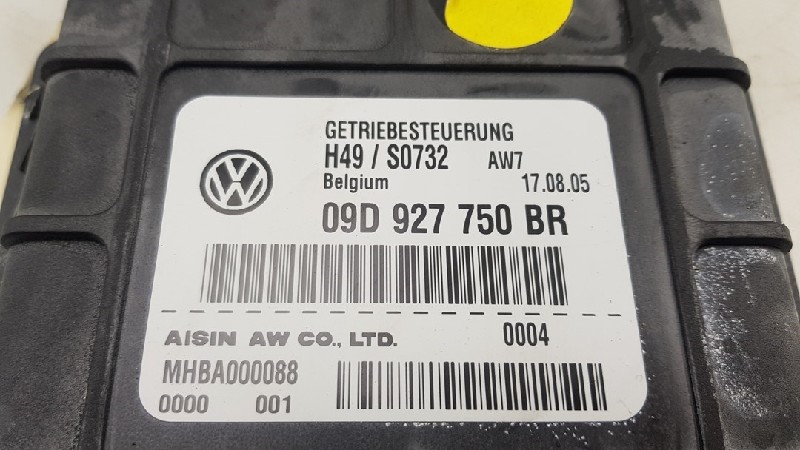 GETRIEBESTEUERUNG
H49 / S0732 AW7
Belgium 17.08.05
09D 927 750 BR
AISIN AW CO., LTD. 0004
MHBA000088
0000 001